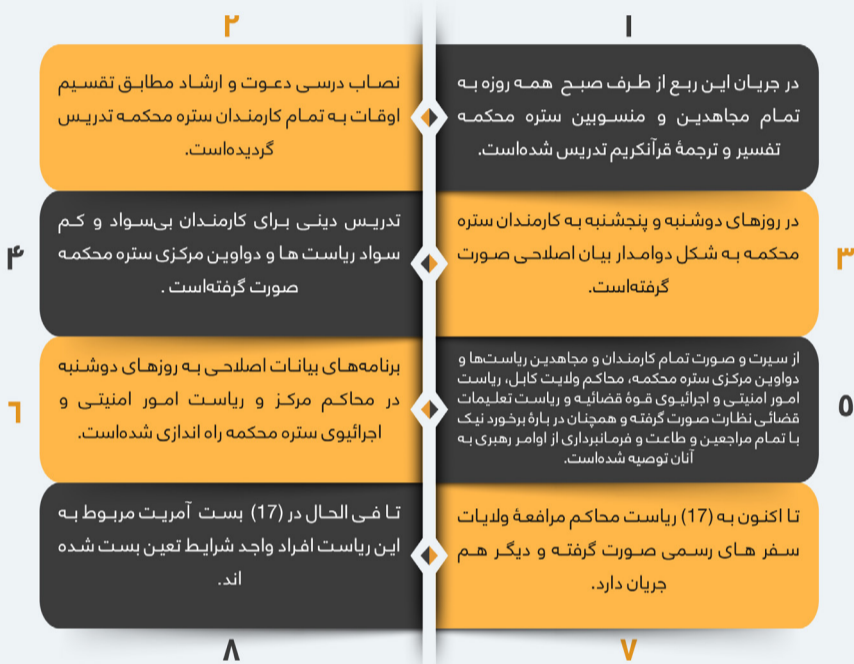 ۱
در جریان این ربع از طرف صبح همه روزه به
تمام مجاهدین و منسوبین ستره محکمه
تفسیر و ترجمهٔ قرآنکریم تدریس شده‌است.
۲
نصاب درسی دعوت و ارشاد مطابق تقسیم
اوقات به تمام کارمندان ستره محکمه تدریس
گردیده‌است.
۳
در روزهای دوشنبه و پنجشنبه به کارمندان ستره
محکمه به شکل دوامدار بیان اصلاحی صورت
گرفته‌است.
۴
تدریس دینی برای کارمندان بی‌سواد و کم
سواد ریاست ها و دواوین مرکزی ستره محکمه
صورت گرفته‌است .
۵
از سیرت و صورت تمام کارمندان و مجاهدین ریاست‌ها و
دواوین مرکزی ستره محکمه، محاکم ولایت کابل، ریاست
امور امنیتی و اجرائیوی قوهٔ قضائیه و ریاست تعلیمات
قضائی نظارت صورت گرفته و همچنان در بارهٔ برخورد نیک
با تمام مراجعین و طاعت و فرمانبرداری از اوامر رهبری به
آنان توصیه شده‌است.
٦
برنامه‌های بیانات اصلاحی به روزهای دوشنبه
در محاکم مرکز و ریاست امور امنیتی و
اجرائیوی ستره محکمه راه اندازی شده‌است.
۷
تا اکنون به (17) ریاست محاکم مرافعهٔ ولایات
سفر های رسمی صورت گرفته و دیگر هم
جریان دارد.
۸
تا فی الحال در (17) بست آمریت مربوط به
این ریاست افراد واجد شرایط تعین بست شده
اند.